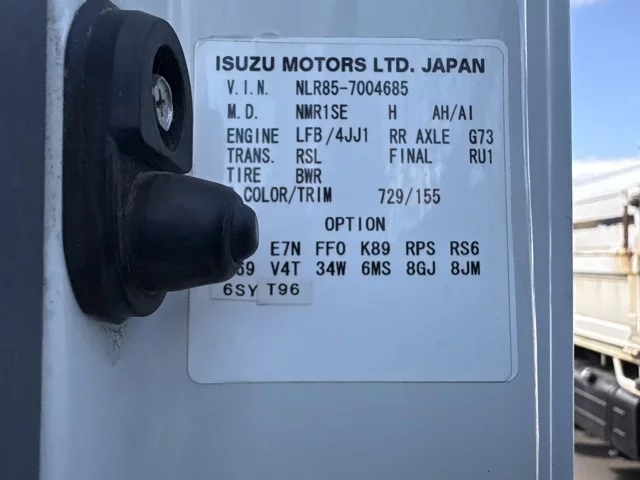 ISUZU MOTORS LTD. JAPAN
V.I.N. NLR85-7004685
M.D. NMR1SE H AH/AI
ENGINE LFB/4JJ1 RR AXLE G73
TRANS. RSL FINAL RU1
TIRE BWR
COLOR/TRIM 729/155
OPTION
E7N FF0 K89 RPS RS6
69 V4T 34W 6MS 8GJ 8JM
6SY T96